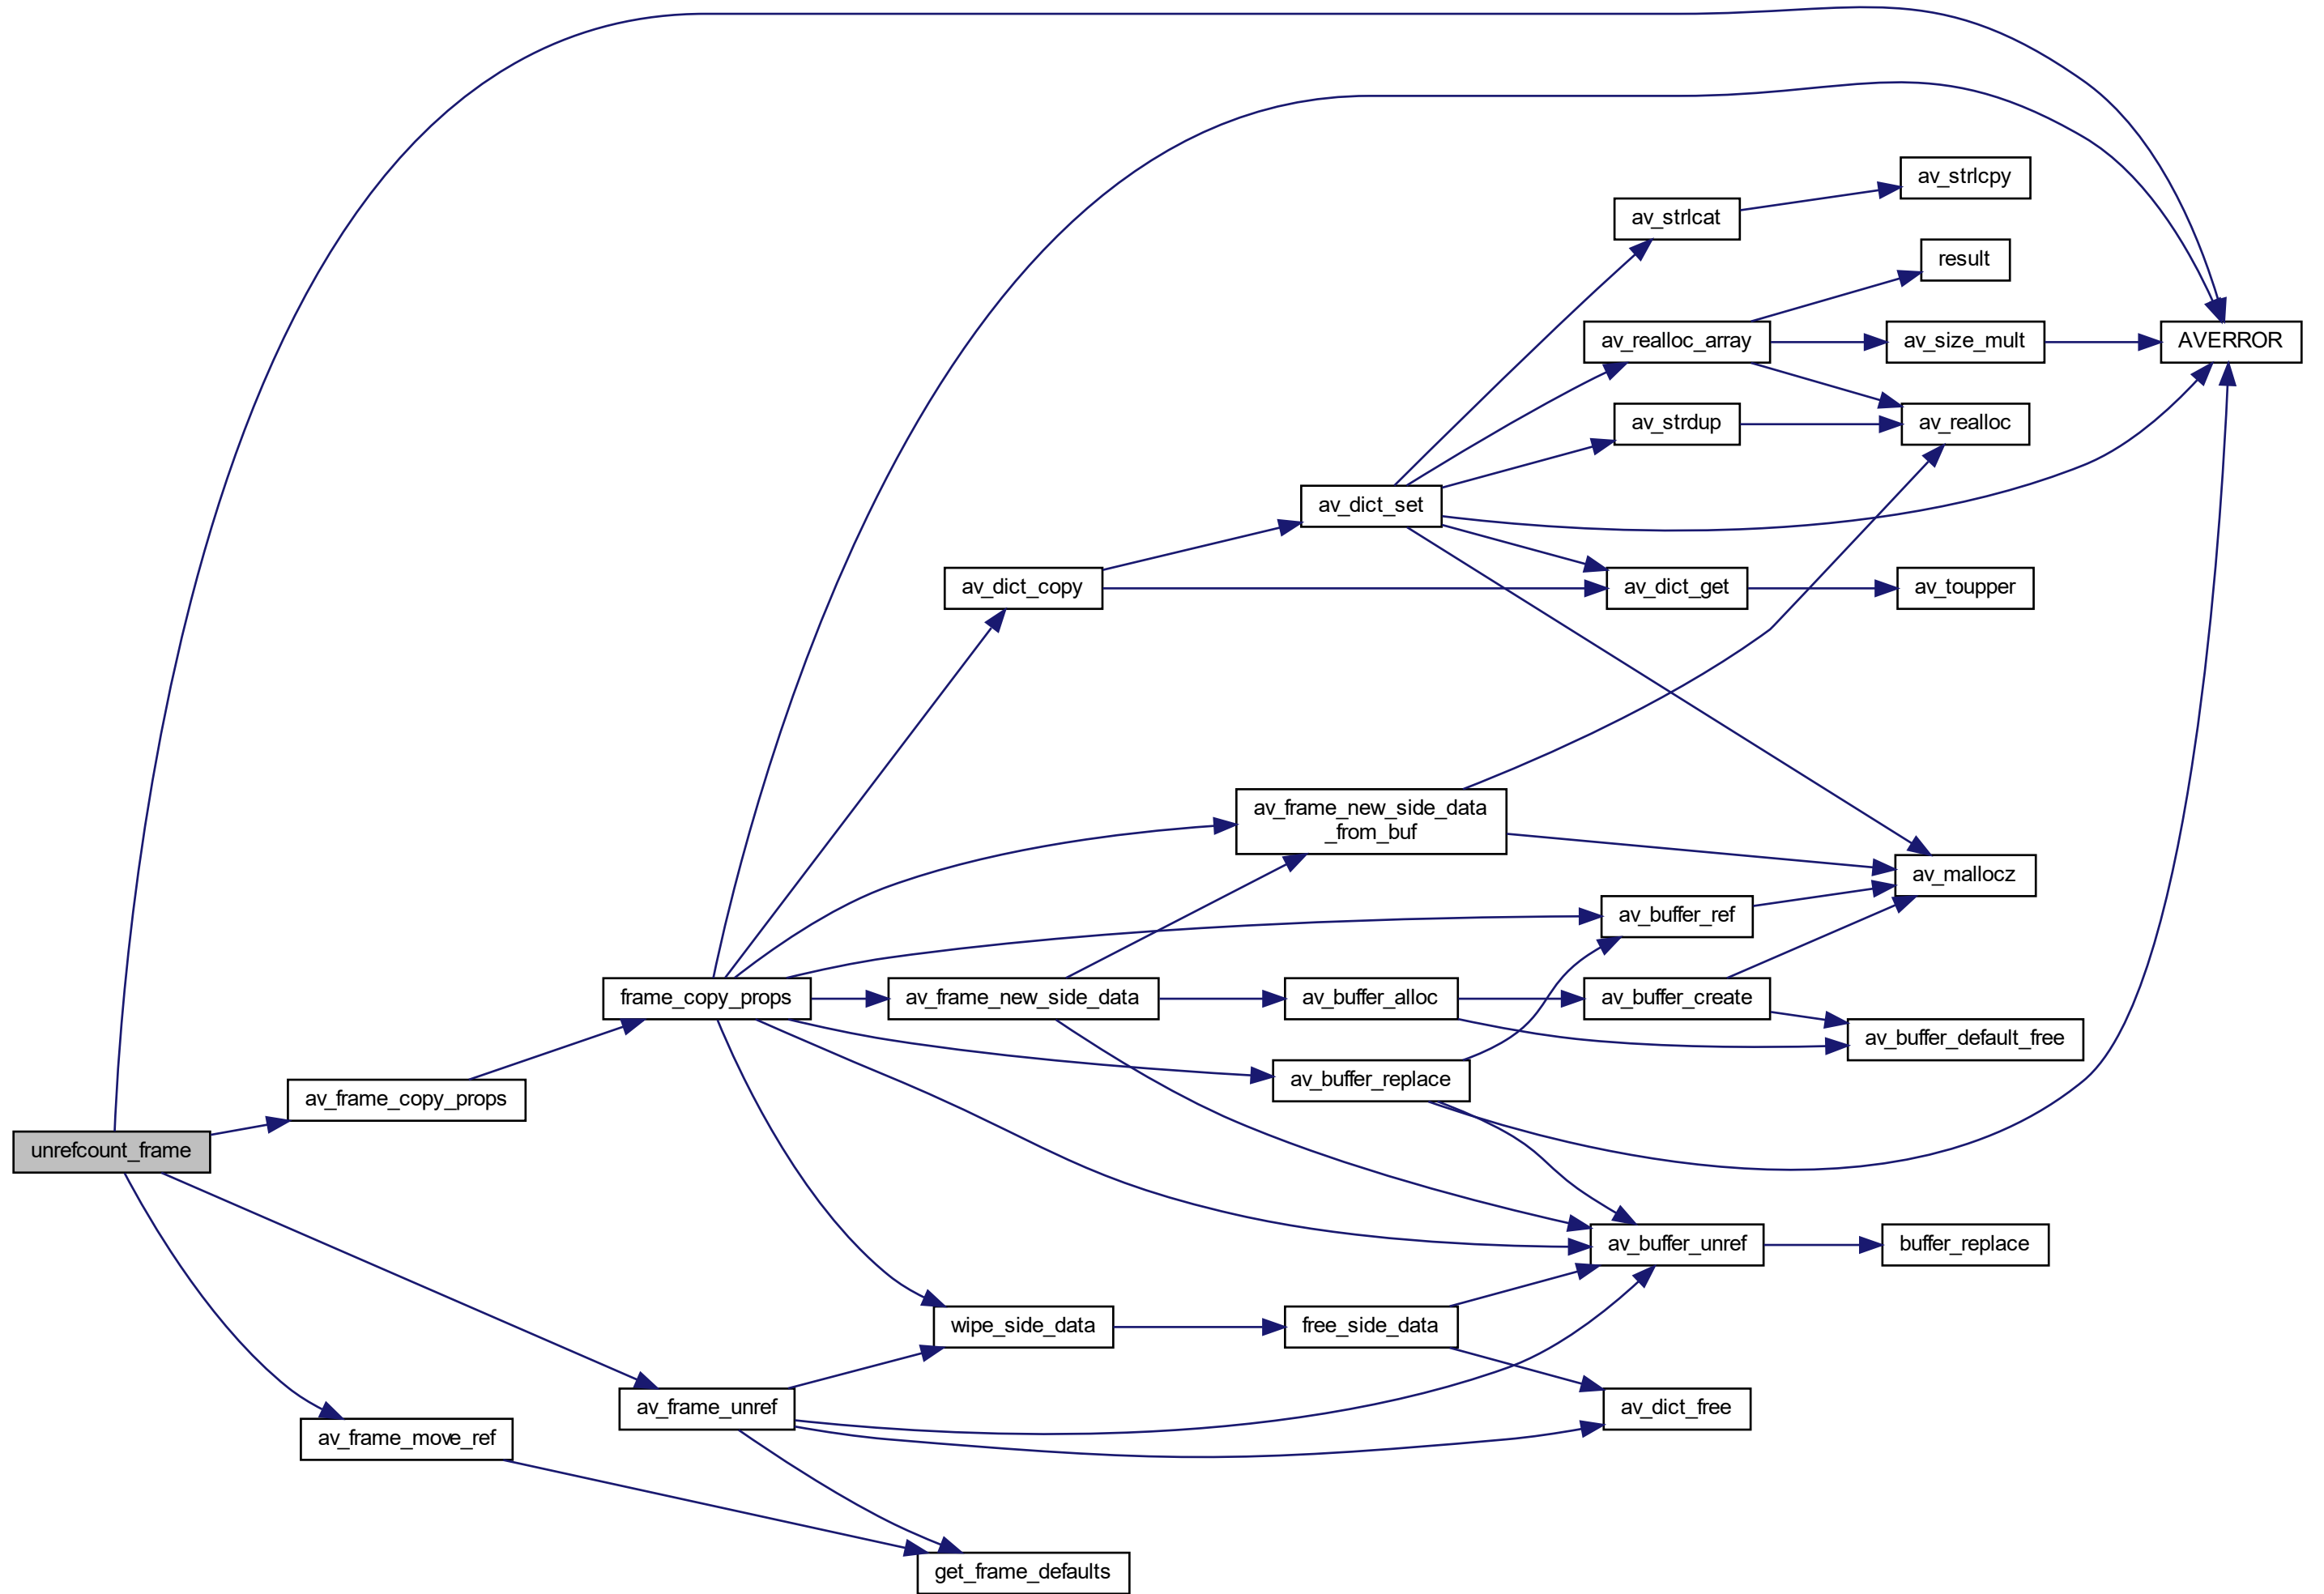 av_strlcpy
av_strlcat
result
av_realloc_array
av_size_mult
AVERROR
av_strdup
av_realloc
av_dict_set
av_dict_copy
av_dict_get
av_toupper
av_frame_new_side_data
_from_buf
av_mallocz
av_buffer_ref
frame_copy_props
av_frame_new_side_data
av_buffer_alloc
av_buffer_create
av_buffer_default_free
av_buffer_replace
av_frame_copy_props
unrefcount_frame
av_buffer_unref
buffer_replace
wipe_side_data
free_side_data
av_frame_unref
av_dict_free
av_frame_move_ref
get_frame_defaults